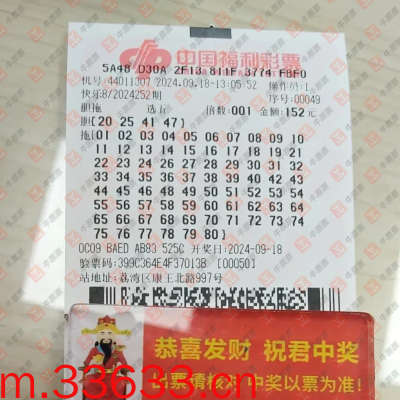 中国福利彩票
5A48 D30A 2F13 811F 3774 FBF0
机号:44011307 2024.09.18-13:05:52 操作员:1
快乐8/2024252期 序号:00049
胆拖 选五 倍数:001 金额:152元
胆[20 25 41 47]
拖[01 02 03 04 05 06 07 08 09 10
11 12 13 14 15 16 17 18 19 21
22 23 24 26 27 28 29 30 31 32
33 34 35 36 37 38 39 40 42 43
44 45 46 48 49 50 51 52 53 54
55 56 57 58 59 60 61 62 63 64
65 66 67 68 69 70 71 72 73 74
75 76 77 78 79 80]
0C09 BAED AB93 525C 开奖日:2024-09-18
验票码:399C364E4F37013B [00050]
站地址:荔湾区康王北路997号
恭喜发财 祝君中奖
出票请核对 中奖以票为准!
m.33633.cn